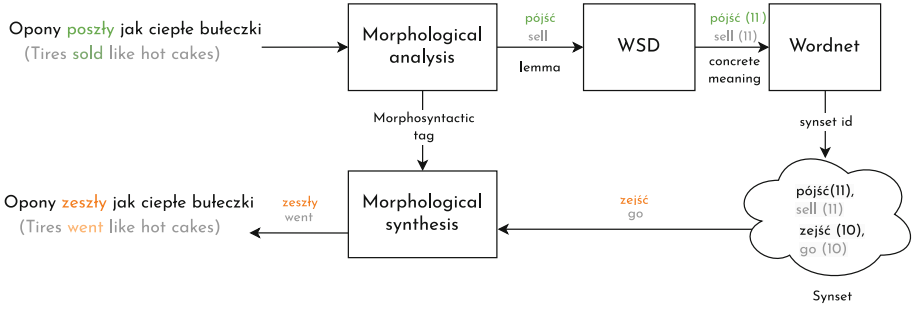 Opony poszły jak ciepłe bułeczki
(Tires sold like hot cakes)
Morphological
analysis
pójść
sell
lemma
WSD
pójść (11)
sell (11)
concrete
meaning
Wordnet
Morphosyntactic
tag
synset id
Opony zeszły jak ciepłe bułeczki
(Tires went like hot cakes)
zeszły
went
Morphological
synthesis
zejść
go
pójść(11),
sell (11)
zejść (10),
go (10)
Synset